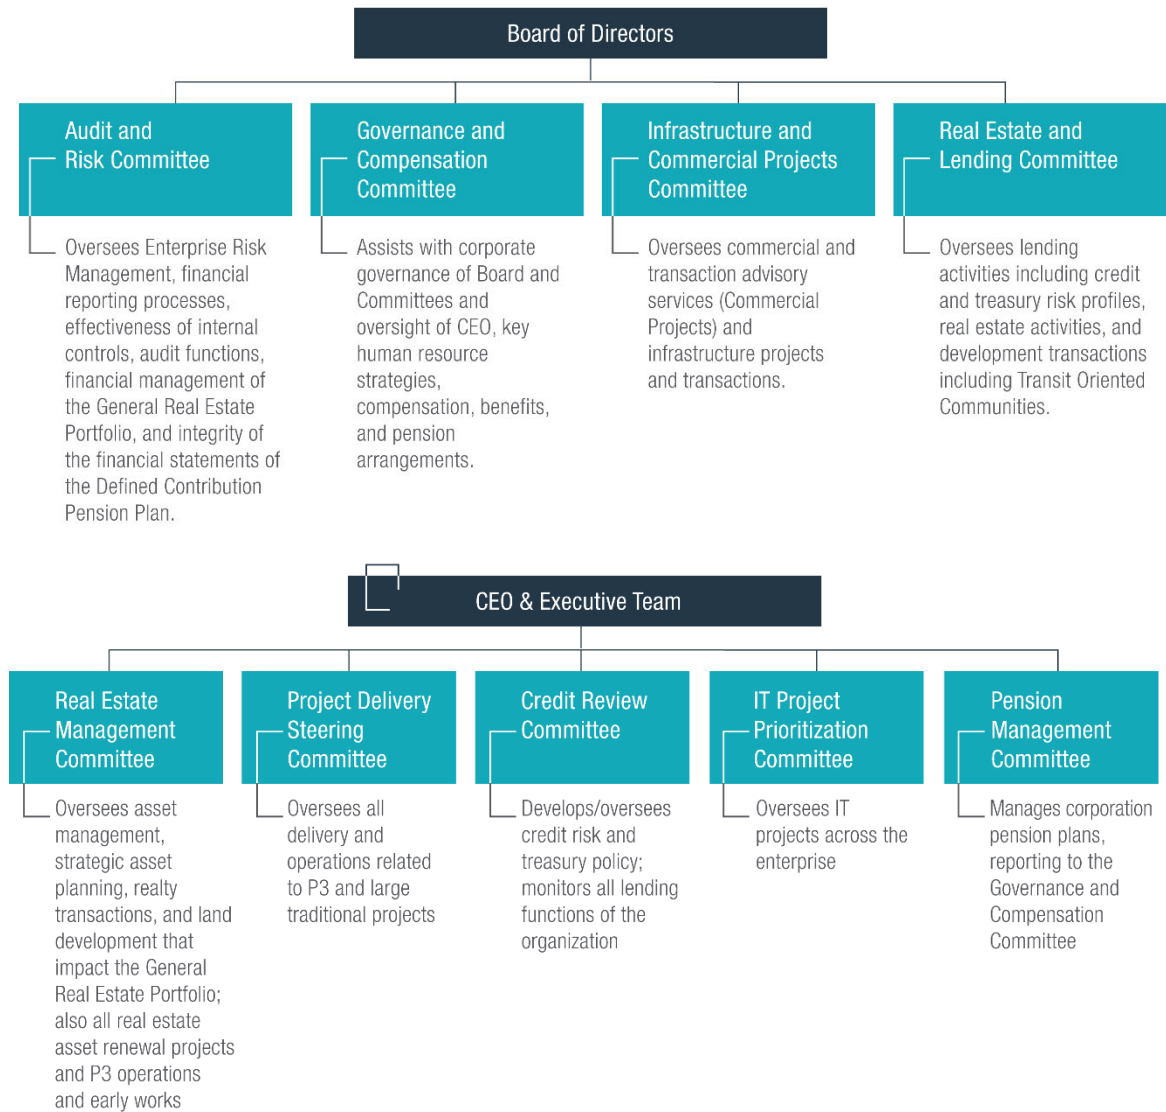 Board of Directors
Audit and
Risk Committee
Oversees Enterprise Risk
Management, financial
reporting processes,
effectiveness of internal
controls, audit functions,
financial management of
the General Real Estate
Portfolio, and integrity of
the financial statements of
the Defined Contribution
Pension Plan.
Governance and
Compensation
Committee
Assists with corporate
governance of Board and
Committees and
oversight of CEO, key
human resource
strategies,
compensation, benefits,
and pension
arrangements.
Infrastructure and
Commercial Projects
Committee
Oversees commercial and
transaction advisory
services (Commercial
Projects) and
infrastructure projects
and transactions.
Real Estate and
Lending Committee
Oversees lending
activities including credit
and treasury risk profiles,
real estate activities, and
development transactions
including Transit Oriented
Communities.
CEO & Executive Team
Real Estate
Management
Committee
Oversees asset
management,
strategic asset
planning, realty
transactions, and land
development that
impact the General
Real Estate Portfolio;
also all real estate
asset renewal projects
and P3 operations
and early works
Project Delivery
Steering
Committee
Oversees all
delivery and
operations related
to P3 and large
traditional projects
Credit Review
Committee
Develops/oversees
credit risk and
treasury policy;
monitors all lending
functions of the
organization
IT Project
Prioritization
Committee
Oversees IT
projects across the
enterprise
Pension
Management
Committee
Manages corporation
pension plans,
reporting to the
Governance and
Compensation
Committee